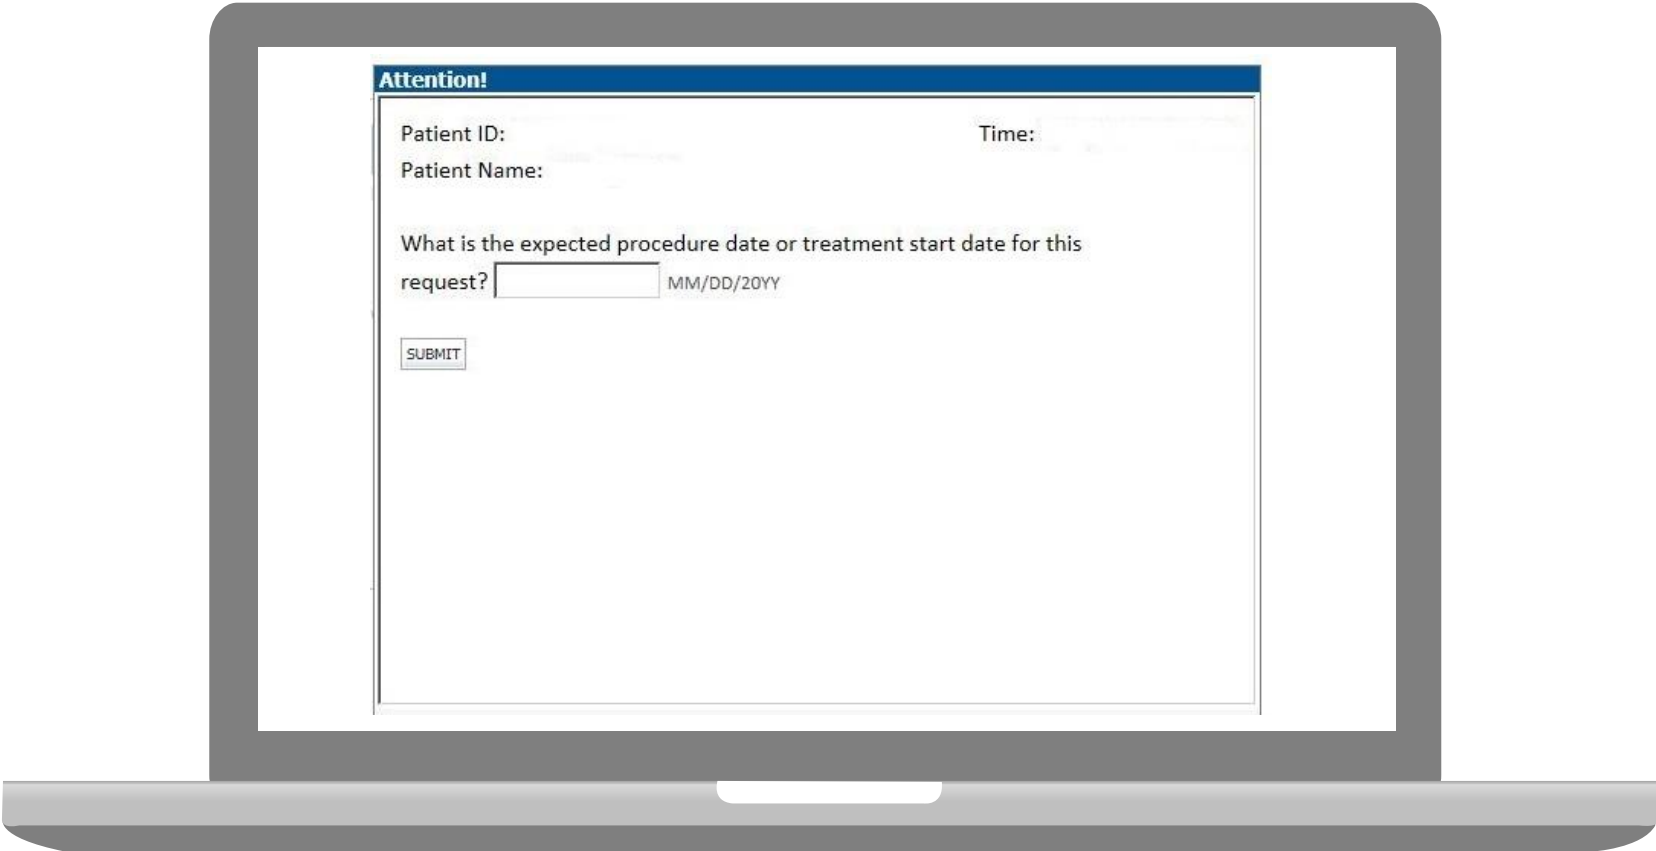 Attention!
Patient ID: Time:
Patient Name:
What is the expected procedure date or treatment start date for this
request? MM/DD/20YY
SUBMIT